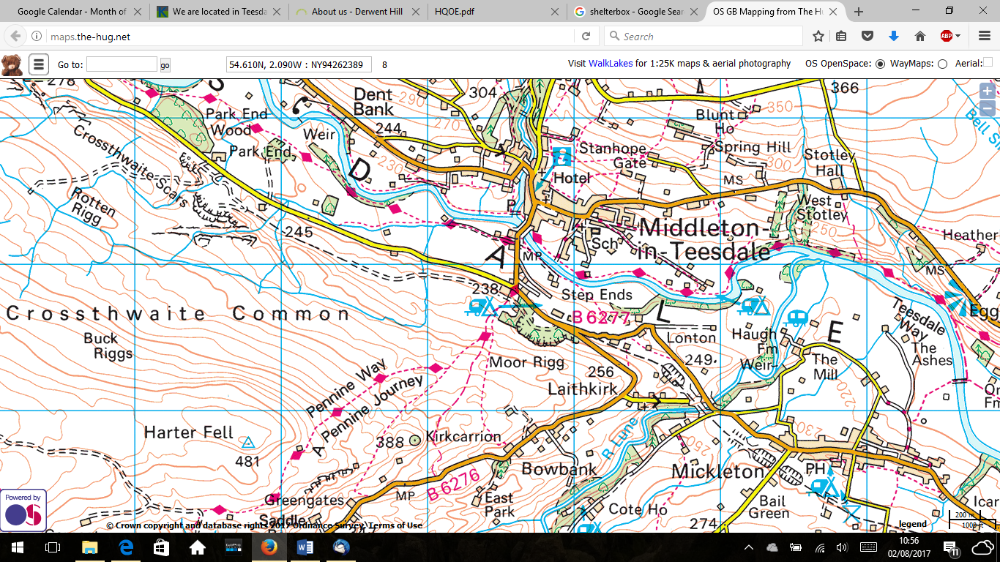 Google Calendar - Month of
We are located in Teesda
About us - Derwent Hill
HQOE.pdf
shelterbox - Google Sear
OS GB Mapping from The Hu
maps.the-hug.net
Search
ABP
Go to:
go
54.610N, 2.090W : NY94262389
8
Visit WalkLakes for 1:25K maps & aerial photography
OS OpenSpace:
WayMaps:
Aerial:
278
S
C
Dent
Bank
290
304
366
+
−
Park End
Wood
270
Blunt
Ho
350
Bell
Weir
244
Crossthwaite-Scars
Park End
230
D
Stanhope
Gate
Spring Hill
300
Stotley
Hall
Hotel
MS
Rotten
Rigg
P
West
Stotley
250
245
Middleton-
in-Teesdale
Sch
Heather
A
MP
MS
238
Step Ends
Crossthwaite Common
B 6277
L
Teesdale
Way
Egg
Buck
Riggs
Lonton
Haugh
Fm
E
Moor Rigg
249
Weir
The
Mill
The
Ashes
Pennine Way
A Pennine Journey
256
Laithkirk
220
Fm
Harter Fell
481
388
Kirkcarrion
R Lune
250
230
Bowbank
Mickleton
PH
B 6276
MP
Greengates
East
Park
Bail
Green
Icar
Saddle
Cote Ho
274
Powered by
OS
© Crown copyright and database rights 2017 Ordnance Survey. Terms of Use
legend
200 m
1000 ft
GoPro
10:56
02/08/2017
11